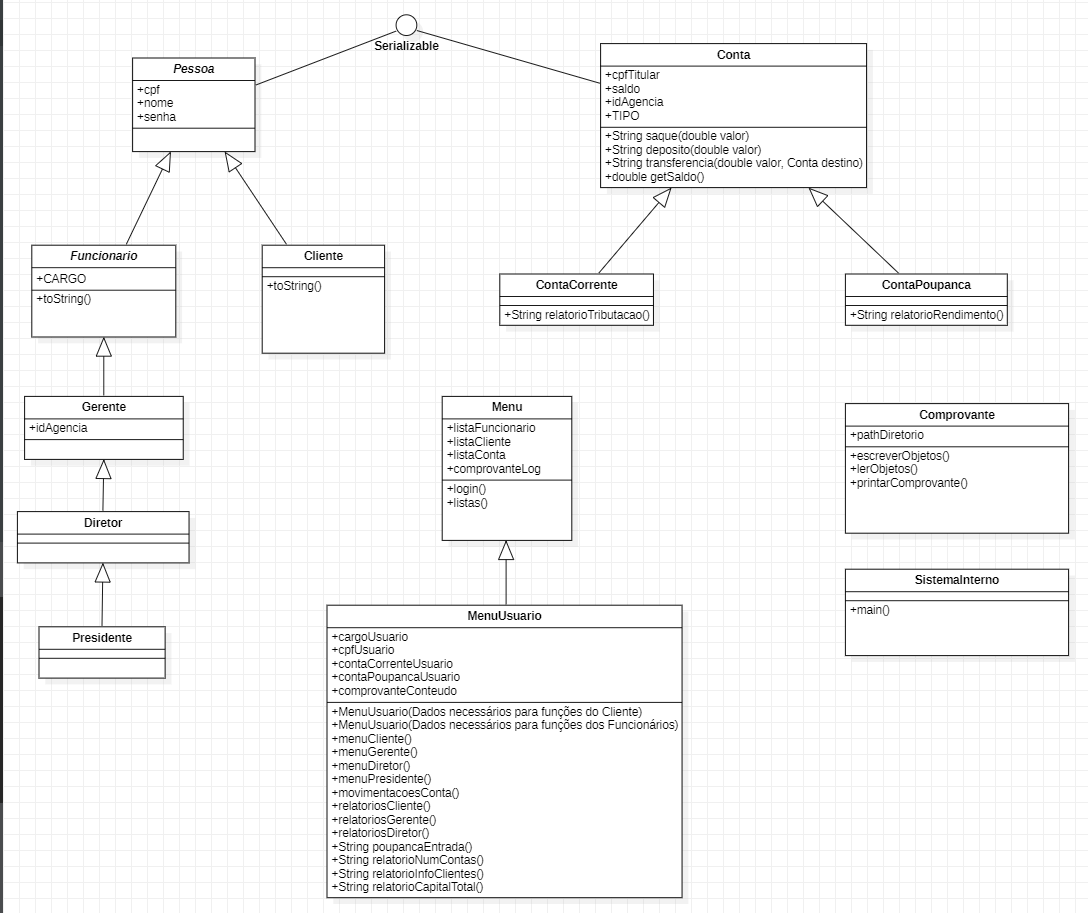 Serializable
Pessoa
+cpf
+nome
+senha
Conta
+cpfTitular
+saldo
+idAgencia
+TIPO
+String saque(double valor)
+String deposito(double valor)
+String transferencia(double valor, Conta destino)
+double getSaldo()
Funcionario
+CARGO
+toString()
Cliente
+toString()
ContaCorrente
+String relatorioTributacao()
ContaPoupanca
+String relatorioRendimento()
Gerente
+idAgencia
Menu
+listaFuncionario
+listaCliente
+listaConta
+comprovanteLog
+login()
+listas()
Comprovante
+pathDiretorio
+escreverObjetos()
+lerObjetos()
+printarComprovante()
Diretor
SistemaInterno
+main()
Presidente
MenuUsuario
+cargoUsuario
+cpfUsuario
+contaCorrenteUsuario
+contaPoupancaUsuario
+comprovanteConteudo
+MenuUsuario(Dados necessários para funções do Cliente)
+MenuUsuario(Dados necessários para funções dos Funcionários)
+menuCliente()
+menuGerente()
+menuDiretor()
+menuPresidente()
+movimentacoesConta()
+relatoriosCliente()
+relatoriosGerente()
+relatoriosDiretor()
+String poupancaEntrada()
+String relatorioNumContas()
+String relatorioInfoClientes()
+String relatorioCapitalTotal()